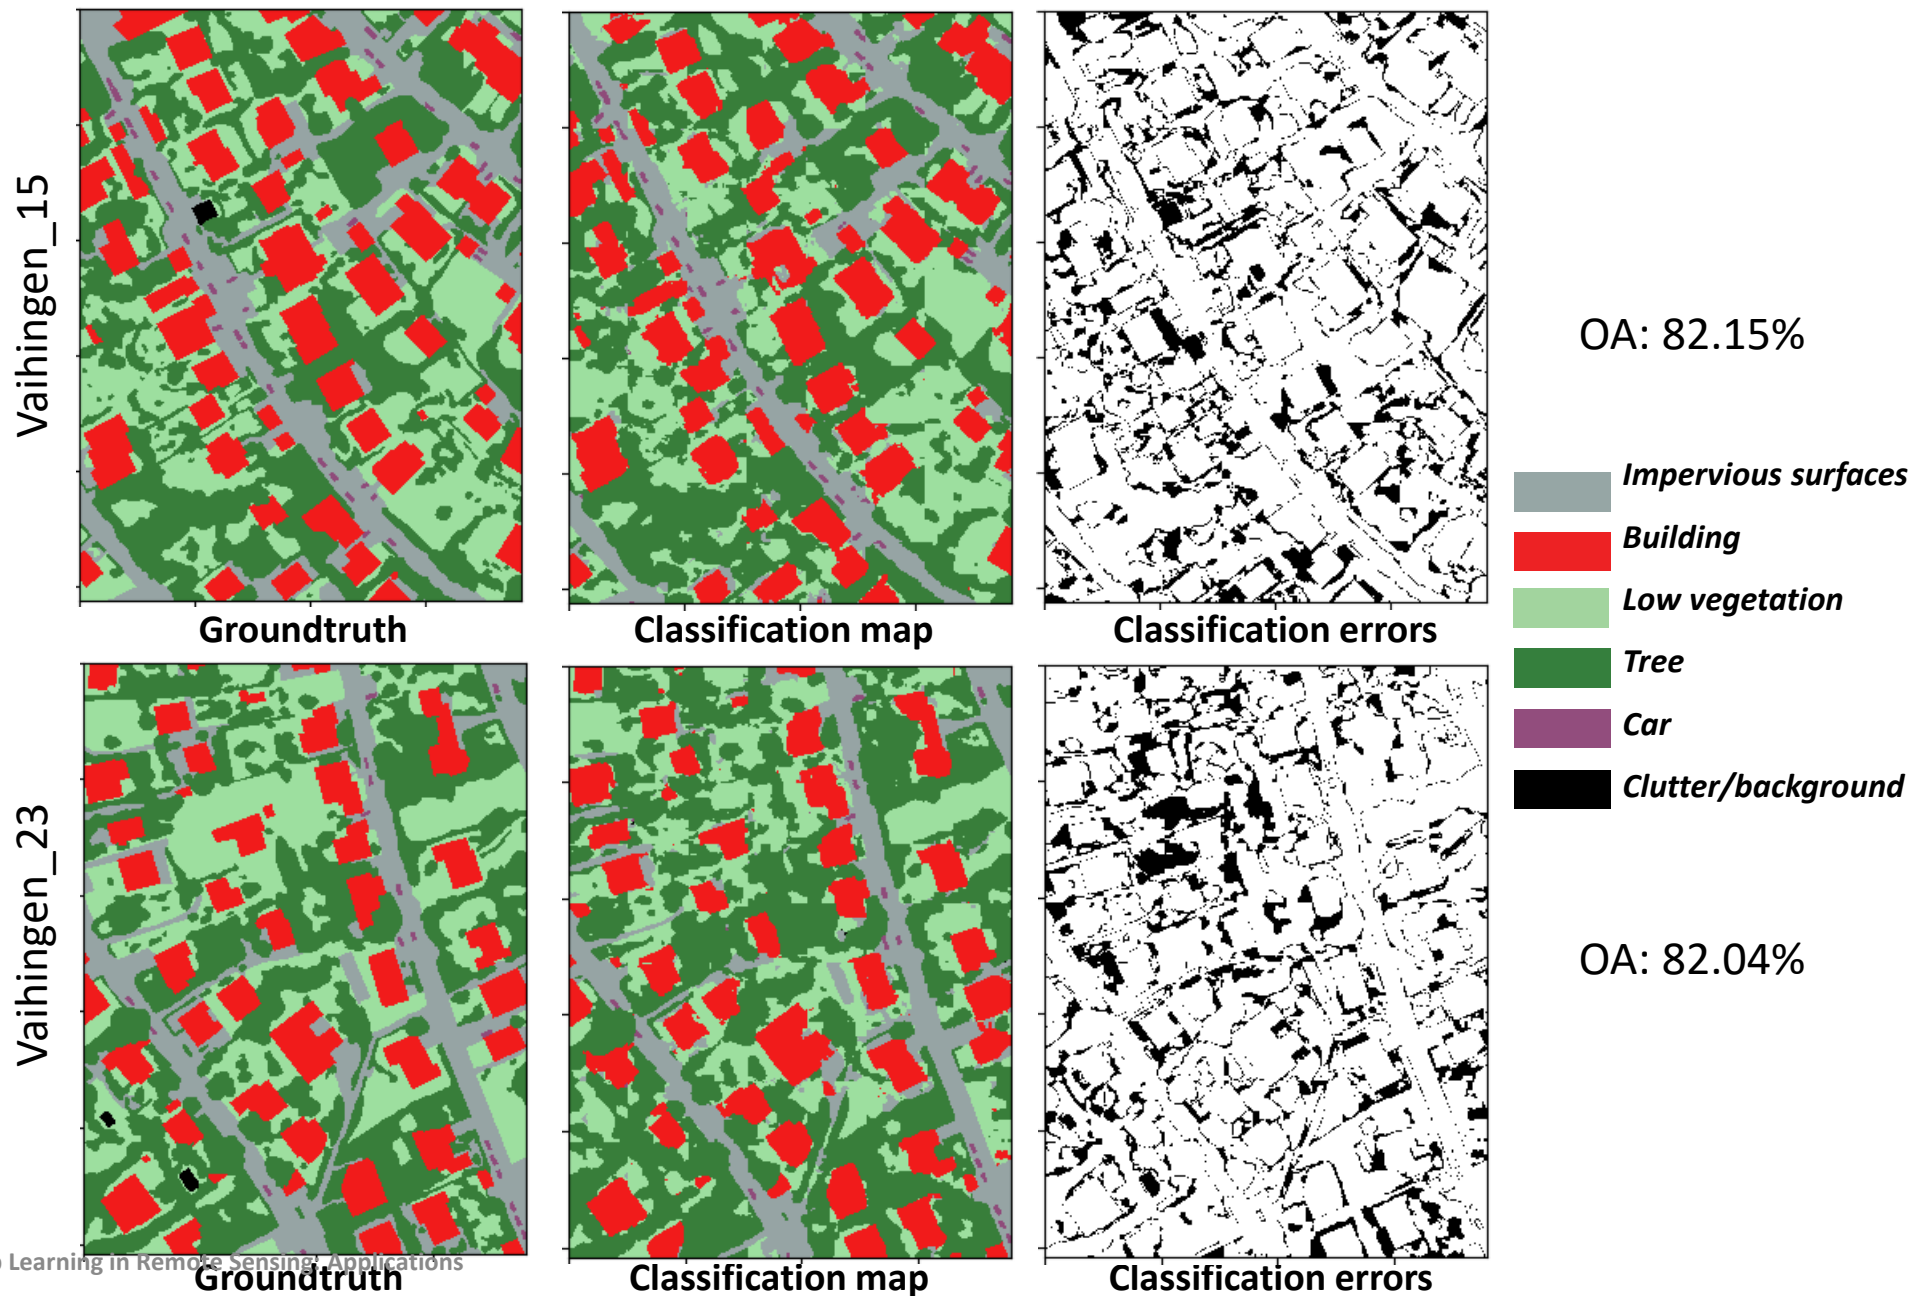 Vaihingen_15
Groundtruth
Classification map
Classification errors
OA: 82.15%
Impervious surfaces
Building
Low vegetation
Tree
Car
Clutter/background
Vaihingen_23
OA: 82.04%
Learning in Remote Sensing: Applications
Groundtruth
Classification map
Classification errors